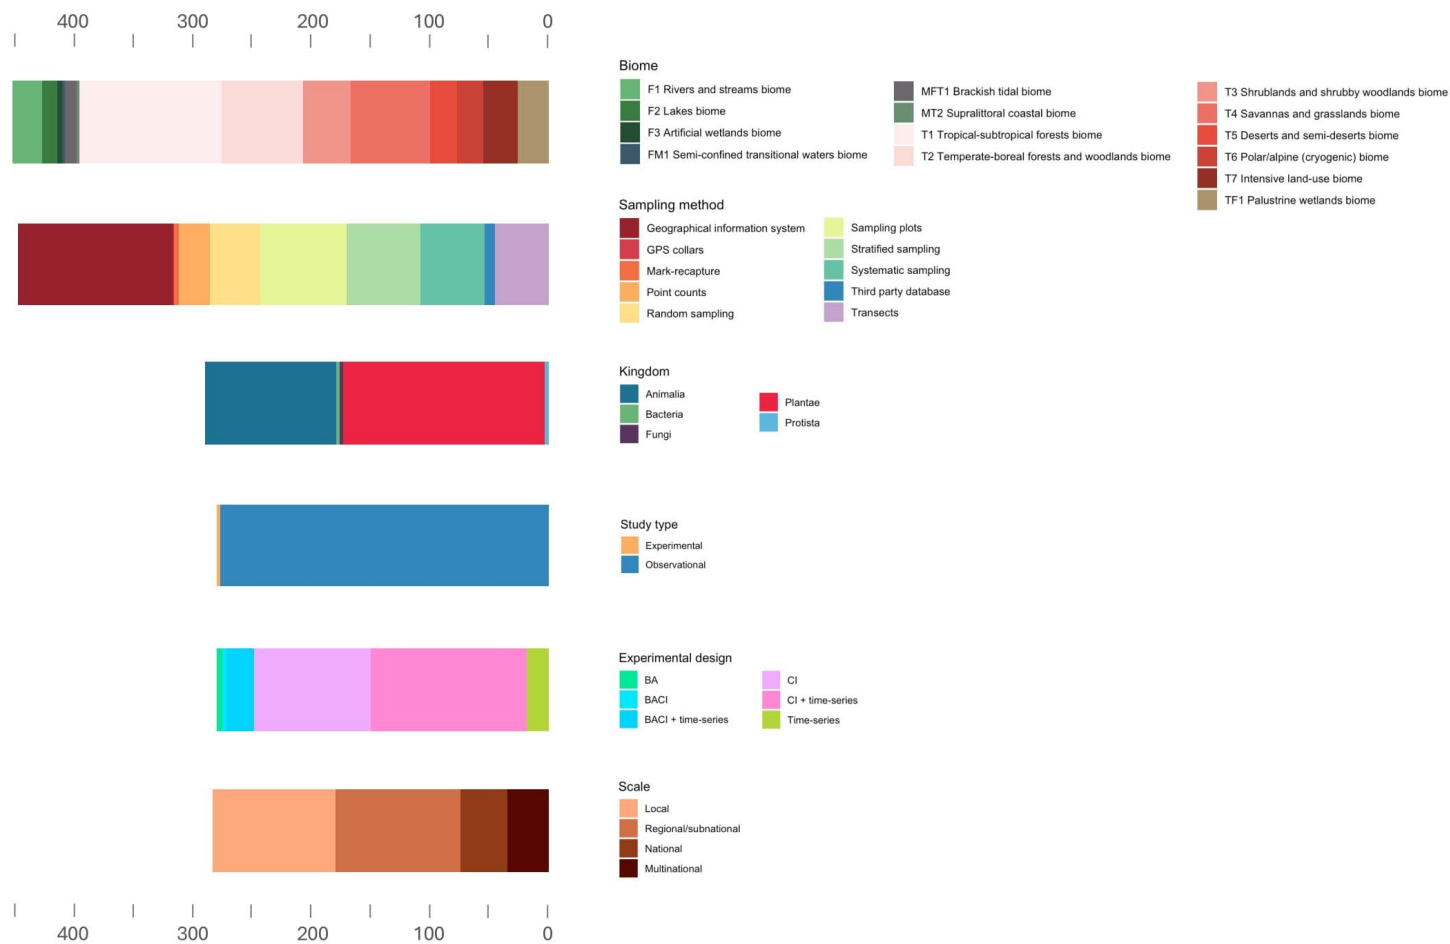 400 300 200 100 0
Biome
F1 Rivers and streams biome
F2 Lakes biome
F3 Artificial wetlands biome
FM1 Semi-confined transitional waters biome
MFT1 Brackish tidal biome
MT2 Supralittoral coastal biome
T1 Tropical-subtropical forests biome
T2 Temperate-boreal forests and woodlands biome
T3 Shrublands and shrubby woodlands biome
T4 Savannas and grasslands biome
T5 Deserts and semi-deserts biome
T6 Polar/alpine (cryogenic) biome
T7 Intensive land-use biome
TF1 Palustrine wetlands biome
Sampling method
Geographical information system
GPS collars
Mark-recapture
Point counts
Random sampling
Sampling plots
Stratified sampling
Systematic sampling
Third party database
Transects
Kingdom
Animalia
Bacteria
Fungi
Plantae
Protista
Study type
Experimental
Observational
Experimental design
BA
BACI
BACI + time-series
CI
CI + time-series
Time-series
Scale
Local
Regional/subnational
National
Multinational
400 300 200 100 0